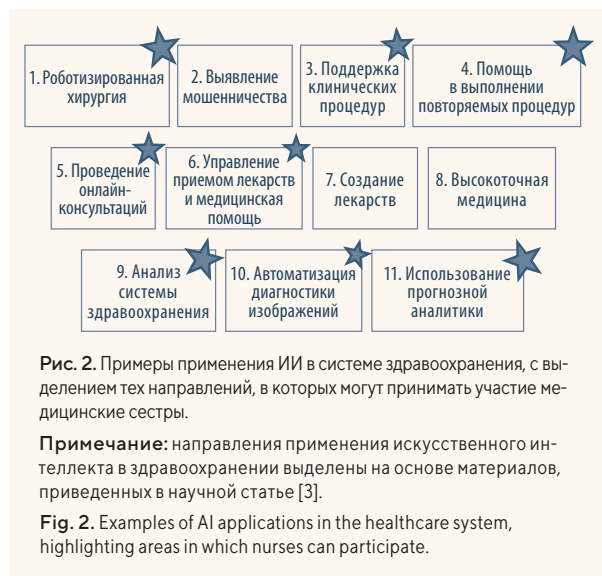 1. Роботизированная
хирургия
2. Выявление
мошенничества
3. Поддержка
клинических
процедур
4. Помощь
в выполнении
повторяемых процедур
5. Проведение
онлайн-
консультаций
6. Управление
приемом лекарств
и медицинская
помощь
7. Создание
лекарств
8. Высокоточная
медицина
9. Анализ
системы
здравоохранения
10. Автоматизация
диагностики
изображений
11. Использование
прогнозной
аналитики
Рис. 2. Примеры применения ИИ в системе здравоохранения, с вы-
делением тех направлений, в которых могут принимать участие ме-
дицинские сестры.
Примечание: направления применения искусственного ин-
теллекта в здравоохранении выделены на основе материалов,
приведенных в научной статье [3].
Fig. 2. Examples of AI applications in the healthcare system,
highlighting areas in which nurses can participate.